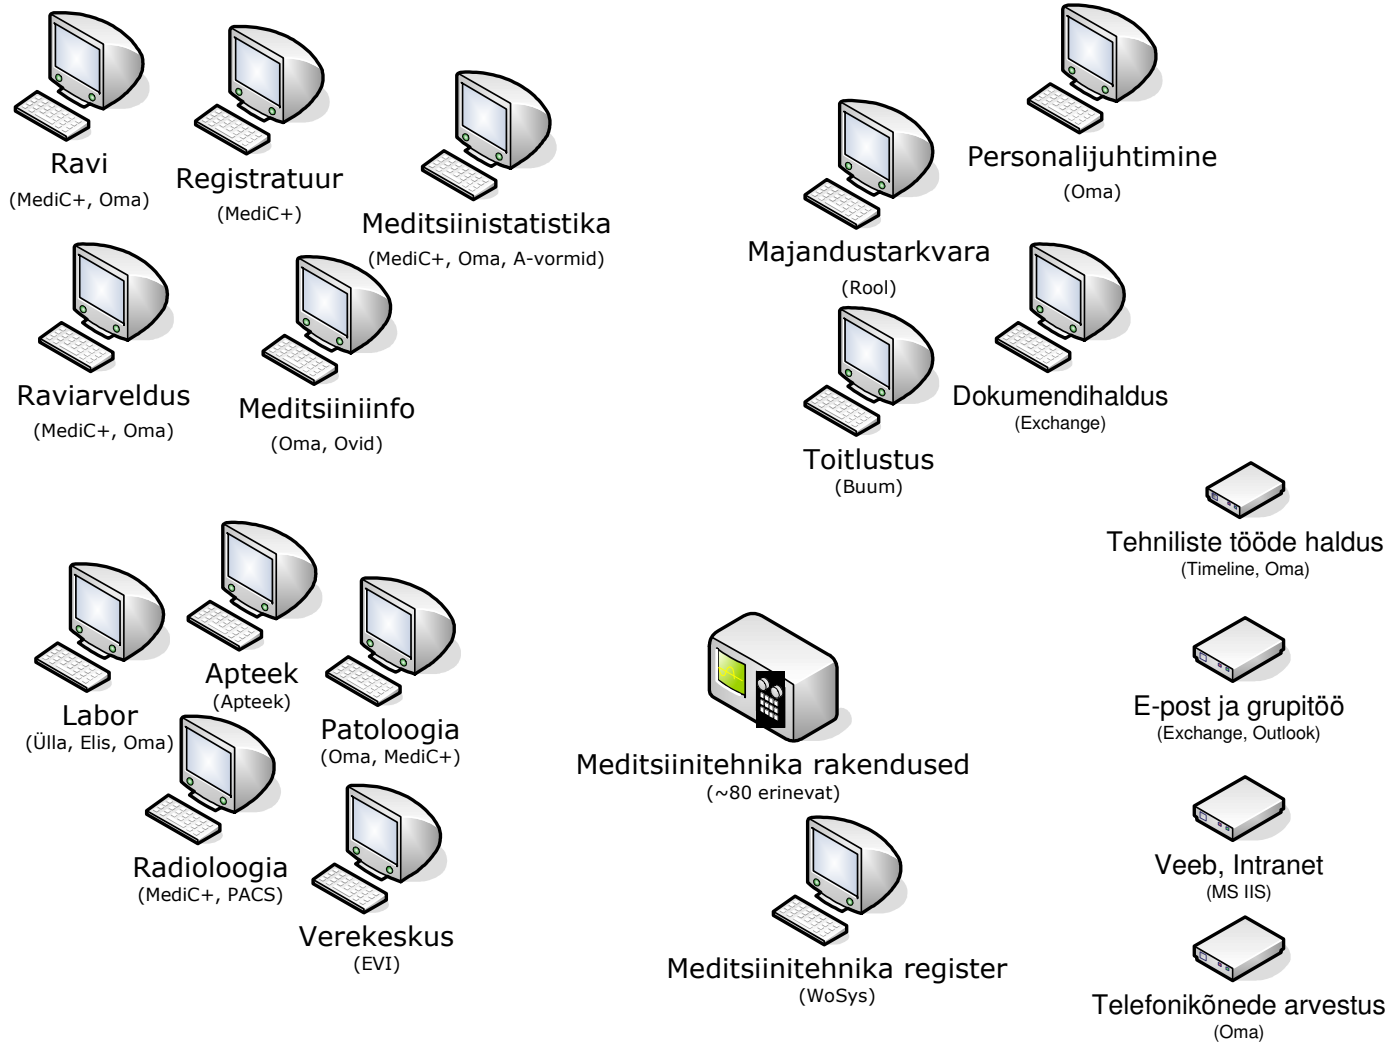 Ravi
(MediC+, Oma)
Registratuur
(MediC+)
Meditsiinistatistika
(MediC+, Oma, A-vormid)
Raviarveldus
(MediC+, Oma)
Meditsiiniinfo
(Oma, Ovid)
Personalijuhtimine
(Oma)
Majandustarkvara
(Rool)
Dokumendihaldus
(Exchange)
Toitlustus
(Buum)
Tehniliste tööde haldus
(Timeline, Oma)
Apteek
(Apteek)
Labor
(Ülla, Elis, Oma)
Patoloogia
(Oma, MediC+)
Radioloogia
(MediC+, PACS)
Verekeskus
(EVI)
Meditsiinitehnika rakendused
(~80 erinevat)
Meditsiinitehnika register
(WoSys)
E-post ja grupitöö
(Exchange, Outlook)
Veeb, Intranet
(MS IIS)
Telefonikõnede arvestus
(Oma)